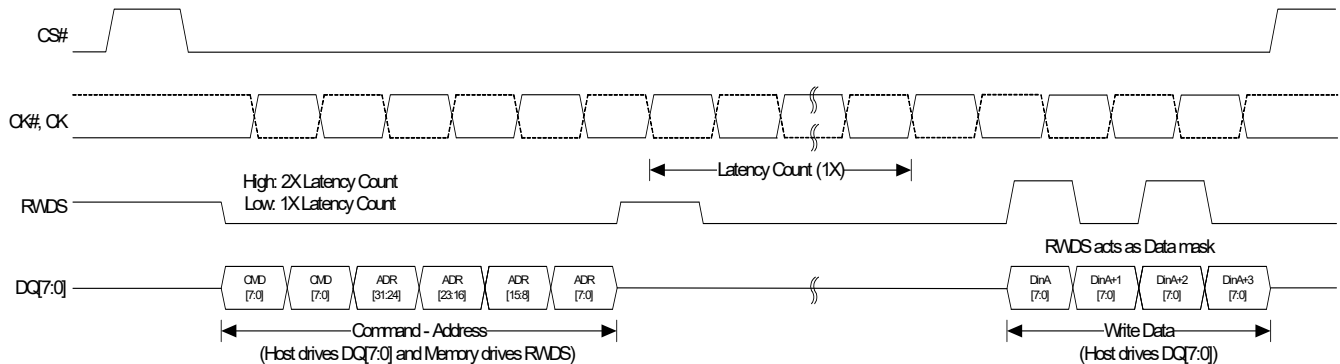 CS#
CK#, CK
Latency Count (1X)
High: 2X Latency Count
Low: 1X Latency Count
RWDS
RWDS acts as Data mask
DQ[7:0]
CMD [7:0]
CMD [7:0]
ADR [31:24]
ADR [23:16]
ADR [15:8]
ADR [7:0]
DinA [7:0]
DinA+1 [7:0]
DinA+2 [7:0]
DinA+3 [7:0]
Command - Address
(Host drives DQ[7:0] and Memory drives RWDS)
Write Data
(Host drives DQ[7:0])